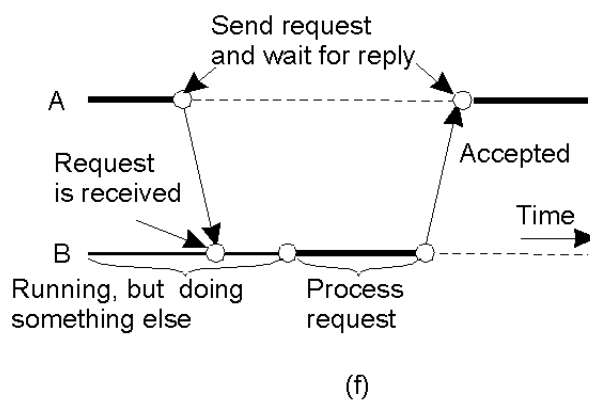 Send request
and wait for reply
A
Request
is received
Accepted
Time
B
Running, but doing
something else
Process
request
(f)